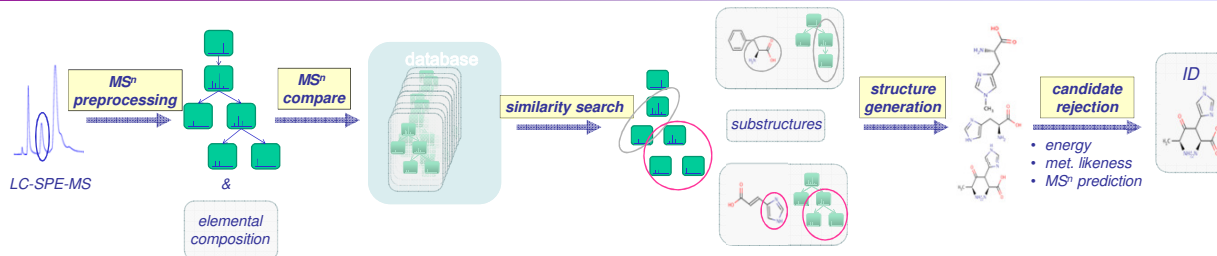 LC-SPE-MS
MSⁿ
preprocessing
&
elemental
composition
MSⁿ
compare
database
similarity search
substructures
structure
generation
candidate
rejection
• energy
• met. likeness
• MSⁿ prediction
ID